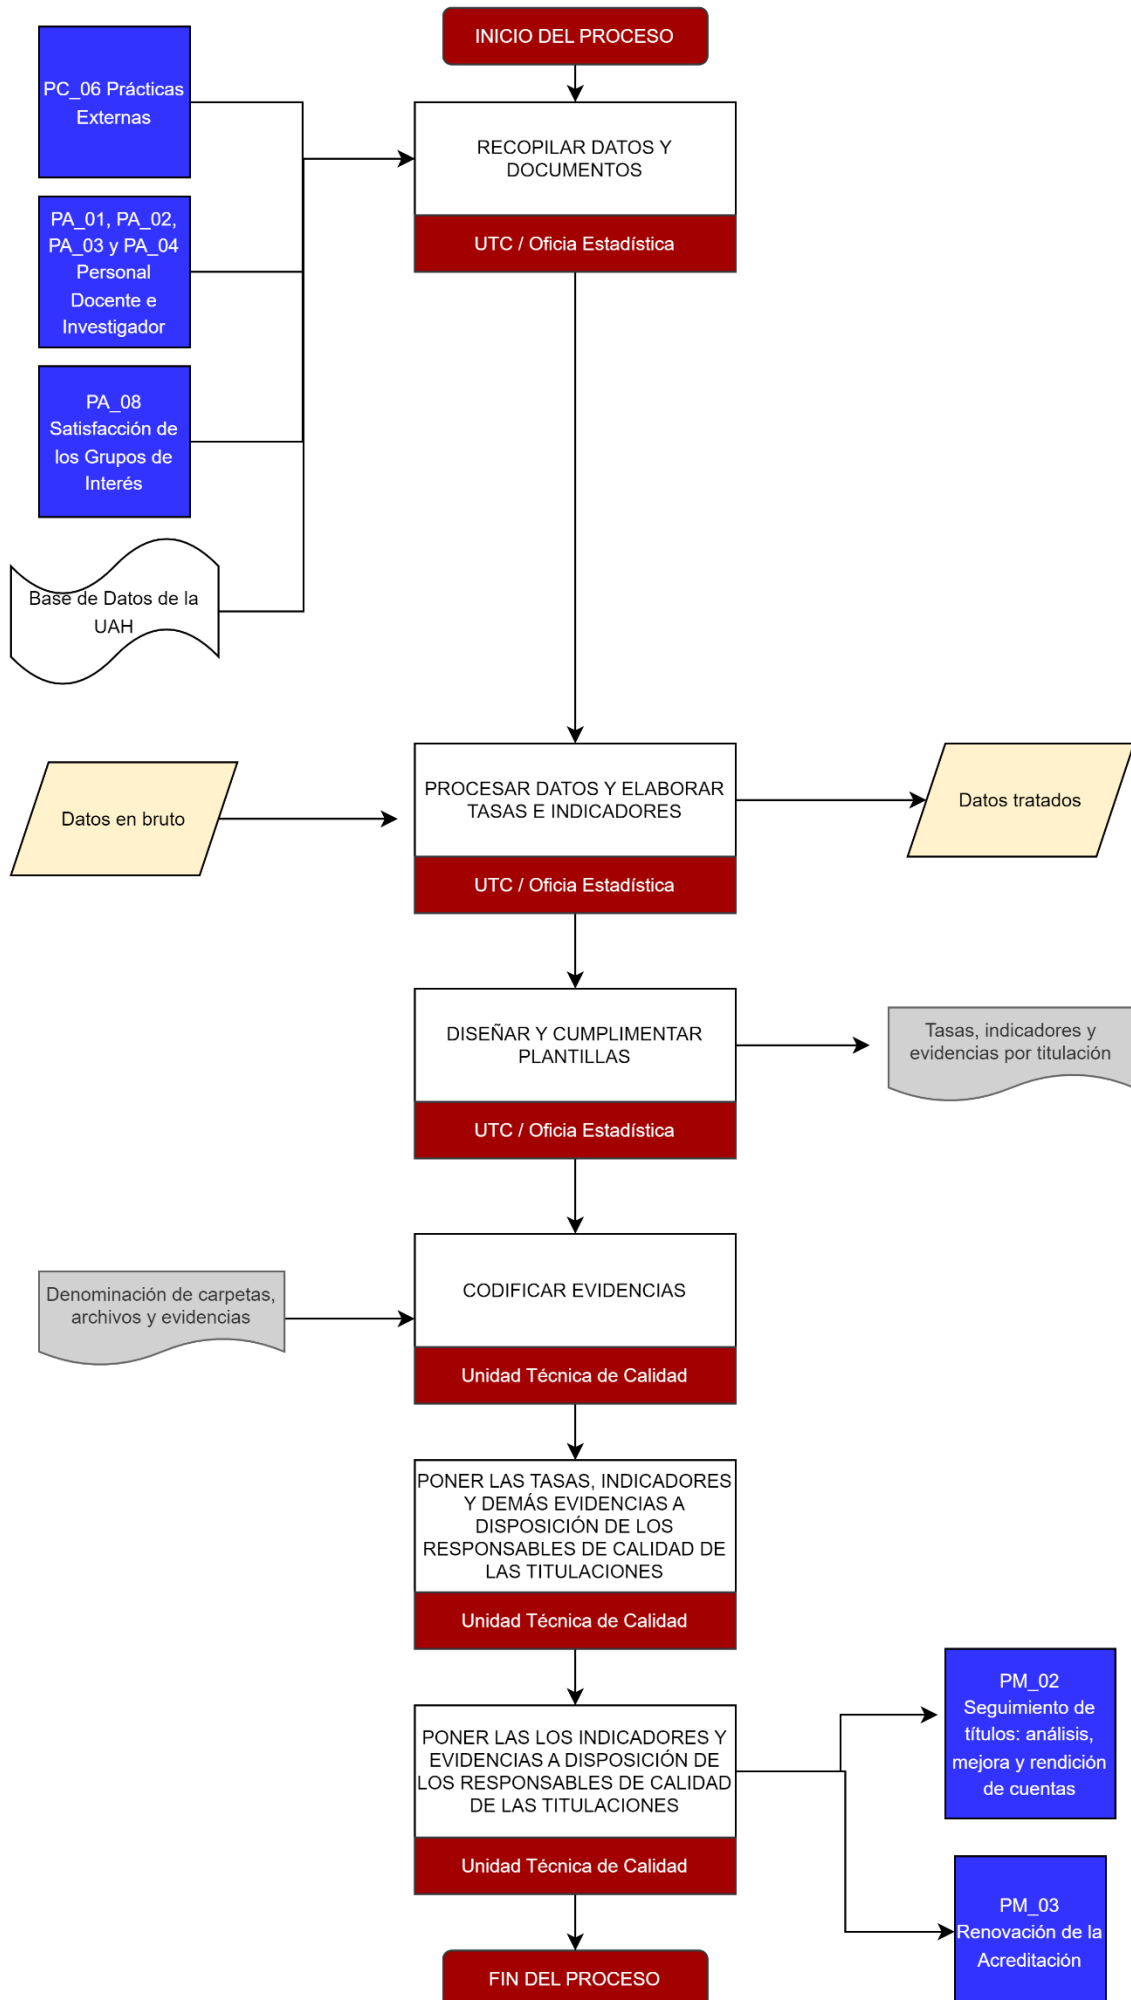 INICIO DEL PROCESO
PC_06 Prácticas
Externas
RECOPILAR DATOS Y
DOCUMENTOS
UTC / Oficia Estadística
PA_01, PA_02,
PA_03 y PA_04
Personal
Docente e
Investigador
PA_08
Satisfacción de
los Grupos de
Interés
Base de Datos de la
UAH
Datos en bruto
PROCESAR DATOS Y ELABORAR
TASAS E INDICADORES
UTC / Oficia Estadística
Datos tratados
DISEÑAR Y CUMPLIMENTAR
PLANTILLAS
UTC / Oficia Estadística
Tasas, indicadores y
evidencias por titulación
Denominación de carpetas,
archivos y evidencias
CODIFICAR EVIDENCIAS
Unidad Técnica de Calidad
PONER LAS TASAS, INDICADORES
Y DEMÁS EVIDENCIAS A
DISPOSICIÓN DE LOS
RESPONSABLES DE CALIDAD DE
LAS TITULACIONES
Unidad Técnica de Calidad
PONER LAS LOS INDICADORES Y
EVIDENCIAS A DISPOSICIÓN DE
LOS RESPONSABLES DE CALIDAD
DE LAS TITULACIONES
Unidad Técnica de Calidad
PM_02
Seguimiento de
títulos: análisis,
mejora y rendición
de cuentas
PM_03
Renovación de la
Acreditación
FIN DEL PROCESO